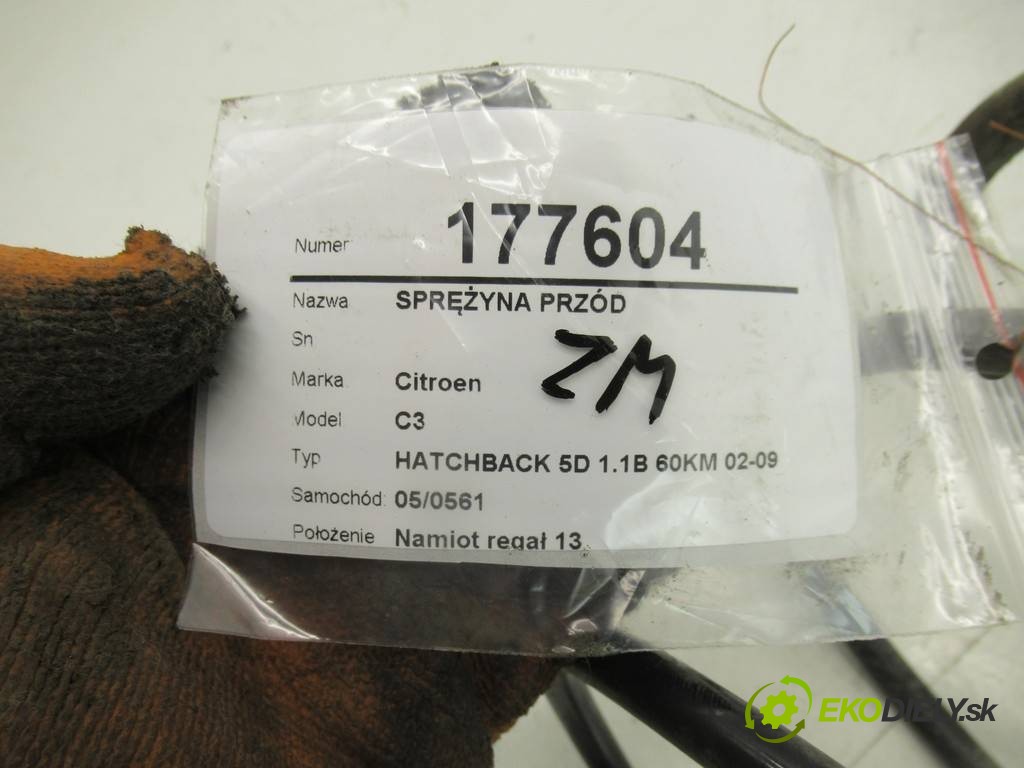 Numer 177604
Nazwa SPRĘŻYNA PRZÓD
Sn
ZM
Marka Citroen
Model C3
Typ HATCHBACK 5D 1.1B 60KM 02-09
Samochód: 05/0561
Położenie Namiot regał 13
EKODIELY.sk